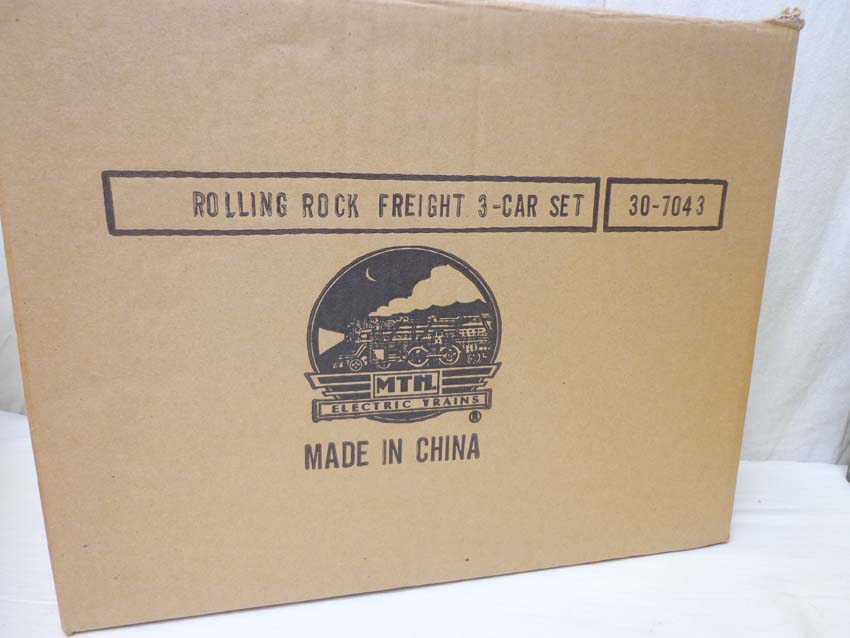 ROLLING ROCK FREIGHT 3-CAR SET 30-7043
MTH.
ELECTRIC TRAINS
®
MADE IN CHINA